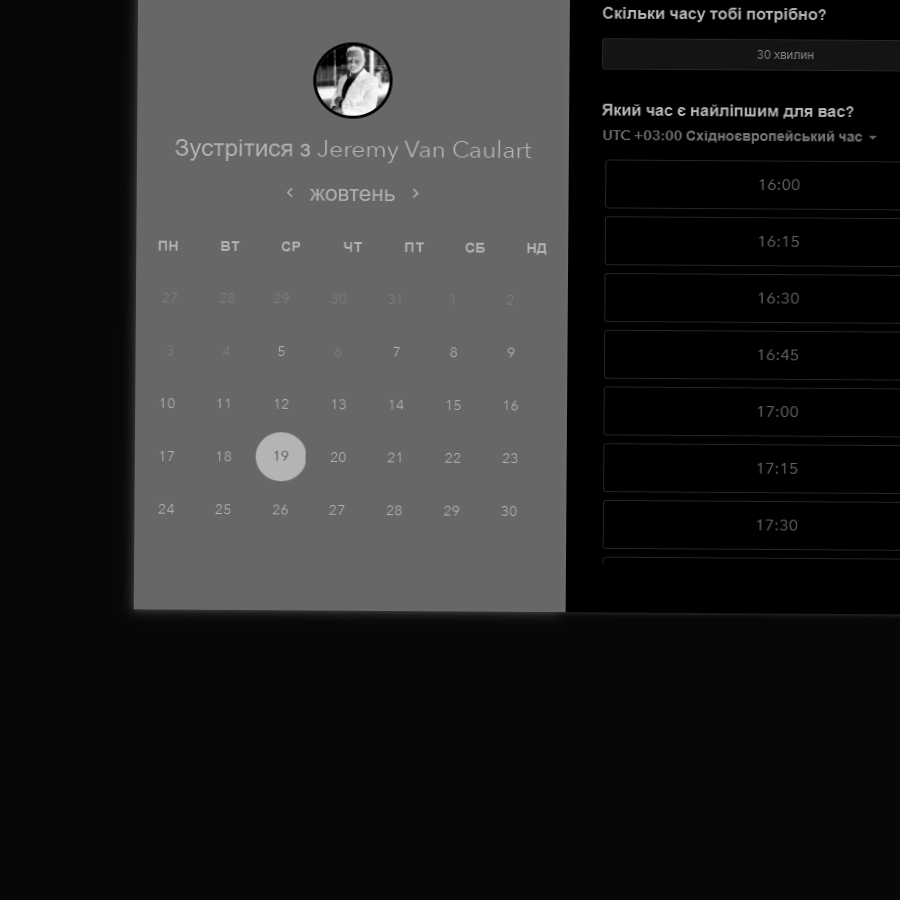 Зустрітися з Jeremy Van Caulart
жовтень
ПН ВТ СР ЧТ ПТ СБ НД
27 28 29 30 31 1 2
3 4 5 6 7 8 9
10 11 12 13 14 15 16
17 18 19 20 21 22 23
24 25 26 27 28 29 30
Скільки часу тобі потрібно?
30 хвилин
Який час є найліпшим для вас?
UTC +03:00 Східноєвропейський час
16:00
16:15
16:30
16:45
17:00
17:15
17:30